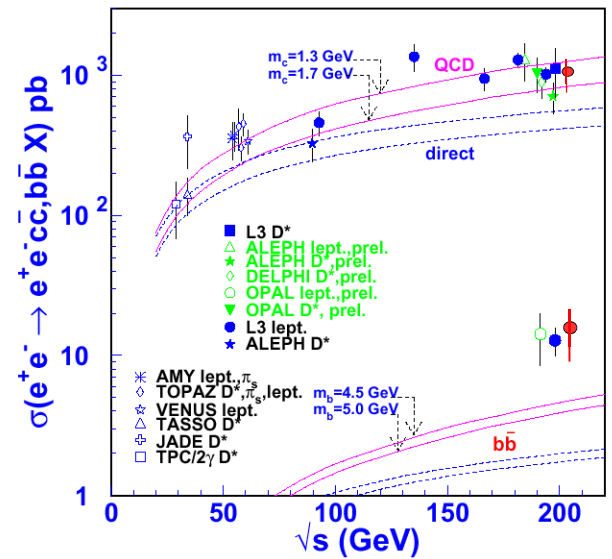 σ(e⁺e⁻ → e⁺e⁻cc̄,bb̄ X) pb
10³
10²
10
1
m_c=1.3 GeV
m_c=1.7 GeV
QCD
direct
L3 D*
ALEPH lept.,prel.
ALEPH D*,prel.
DELPHI D*,prel.
OPAL lept.,prel.
OPAL D*, prel.
L3 lept.
ALEPH D*
AMY lept.,π_s
TOPAZ D*,π_s,lept.
VENUS lept.
TASSO D*
JADE D*
TPC/2γ D*
m_b=4.5 GeV
m_b=5.0 GeV
bb̄
0 50 100 150 200
√s (GeV)